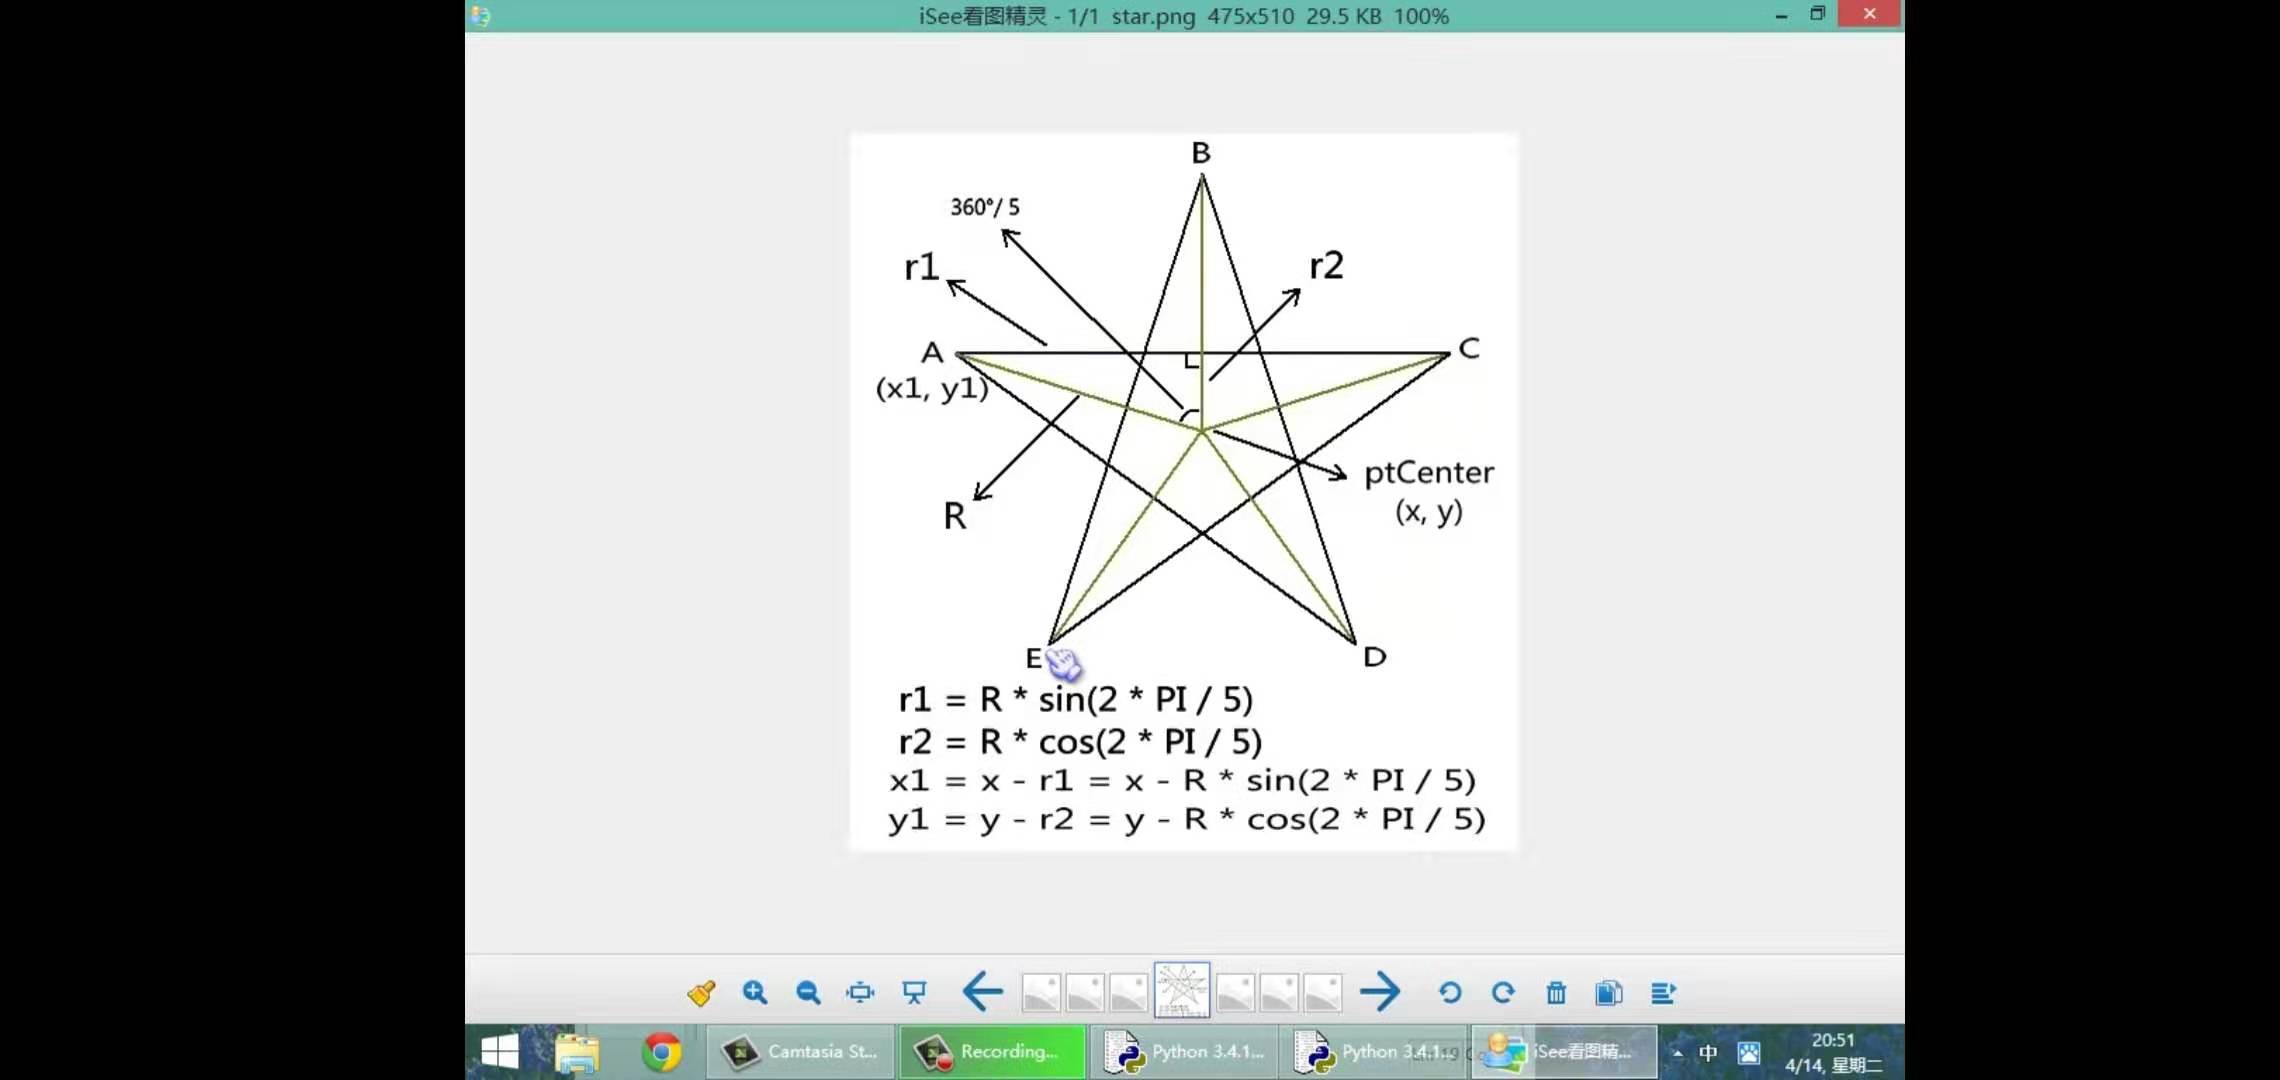 iSee看图精灵 - 1/1 star.png 475x510 29.5 KB 100%
B
360°/ 5
r1
r2
A
C
(x1, y1)
ptCenter
(x, y)
R
E
D
r1 = R * sin(2 * PI / 5)
r2 = R * cos(2 * PI / 5)
x1 = x - r1 = x - R * sin(2 * PI / 5)
y1 = y - r2 = y - R * cos(2 * PI / 5)
Camtasia St...
Recording...
Python 3.4.1...
Python 3.4.1...
iSee看图精...
中
20:51
4/14, 星期二